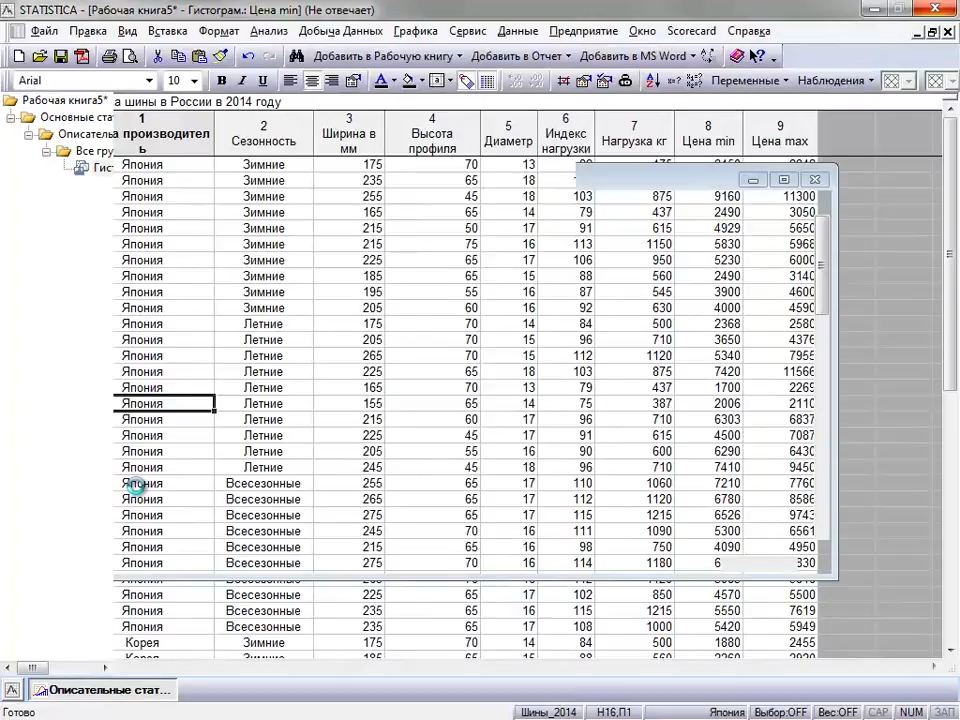 STATISTICA - [Рабочая книга5* - Гистограм.: Цена min] (Не отвечает)
Файл Правка Вид Вставка Формат Анализ Добыча Данных Графика Сервис Данные Предприятие Окно Scorecard Справка
Добавить в Рабочую книгу Добавить в Отчет Добавить в MS Word
Arial 10 B I U Переменные Наблюдения
Рабочая книга5*
Основные ста
Описатель
Все гру
Гис
а шины в России в 2014 году
1 производител ь 2 Сезонность 3 Ширина в мм 4 Высота профиля 5 Диаметр 6 Индекс нагрузки 7 Нагрузка кг 8 Цена min 9 Цена max
Япония Зимние 175 70 13
Япония Зимние 235 65 18
Япония Зимние 255 45 18 103 875 9160 11300
Япония Зимние 165 65 14 79 437 2490 3050
Япония Зимние 215 50 17 91 615 4929 5650
Япония Зимние 215 75 16 113 1150 5830 5968
Япония Зимние 225 65 17 106 950 5230 6000
Япония Зимние 185 65 15 88 560 2490 3140
Япония Зимние 195 55 16 87 545 3900 4600
Япония Зимние 205 60 16 92 630 4000 4590
Япония Летние 175 70 14 84 500 2368 2580
Япония Летние 205 70 15 96 710 3650 4376
Япония Летние 265 70 15 112 1120 5340 7955
Япония Летние 225 65 18 103 875 7420 11566
Япония Летние 165 70 13 79 437 1700 2269
Япония Летние 155 65 14 75 387 2006 2110
Япония Летние 215 60 17 96 710 6303 6837
Япония Летние 225 45 17 91 615 4500 7087
Япония Летние 205 55 16 90 600 6290 6430
Япония Летние 245 45 18 96 710 7410 9450
Япония Всесезонные 255 65 17 110 1060 7210 7760
Япония Всесезонные 265 65 17 112 1120 6780 8586
Япония Всесезонные 275 65 17 115 1215 6526 9743
Япония Всесезонные 245 70 16 111 1090 5300 6561
Япония Всесезонные 215 65 16 98 750 4090 4950
Япония Всесезонные 275 70 16 114 1180 6 830
Япония Всесезонные 225 65 17 102 850 4570 5500
Япония Всесезонные 235 65 16 115 1215 5550 7619
Япония Всесезонные 235 65 17 108 1000 5420 5949
Корея Зимние 175 70 14 84 500 1880 2455
Описательные стат...
Готово Шины_2014 Н16,П1 Япония Выбор:OFF Вес:OFF CAP NUM ЗАП